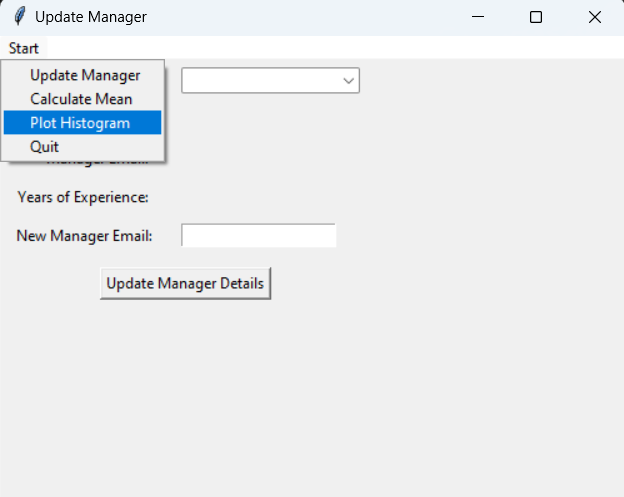 Update Manager
Start
Update Manager
Calculate Mean
Plot Histogram
Quit
Manager Email:
Years of Experience:
New Manager Email:
Update Manager Details